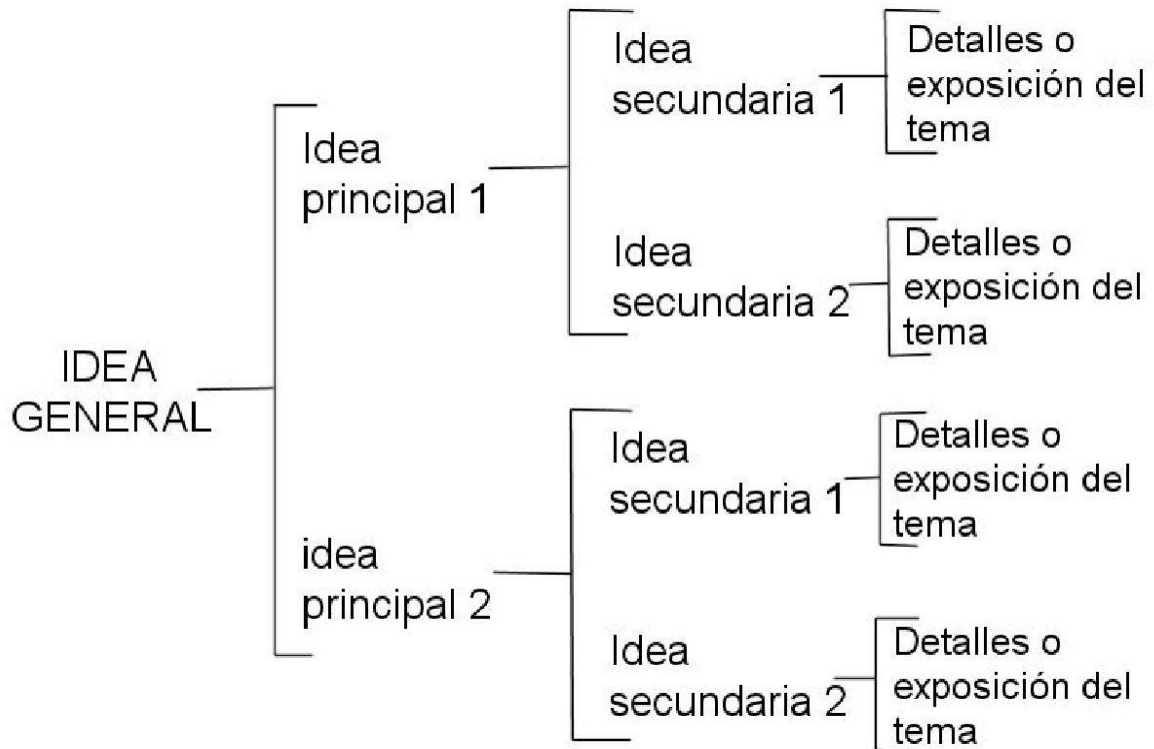 IDEA
GENERAL
Idea
principal 1
Idea
secundaria 1
Detalles o
exposición del
tema
Idea
secundaria 2
Detalles o
exposición del
tema
idea
principal 2
Idea
secundaria 1
Detalles o
exposición del
tema
Idea
secundaria 2
Detalles o
exposición del
tema